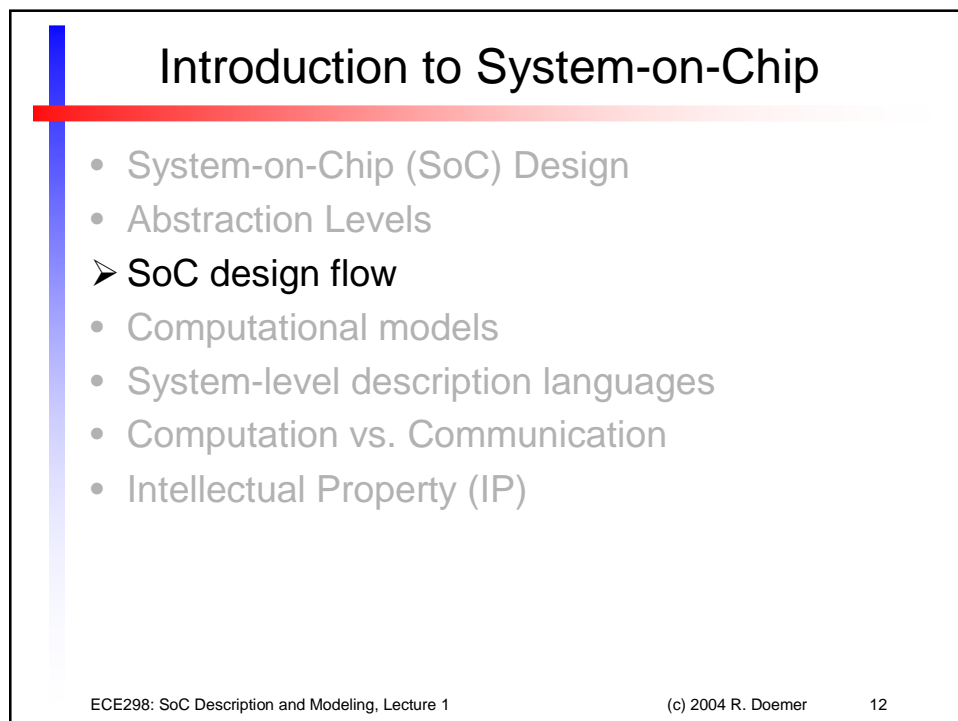 Introduction to System-on-Chip
• System-on-Chip (SoC) Design
• Abstraction Levels
➢ SoC design flow
• Computational models
• System-level description languages
• Computation vs. Communication
• Intellectual Property (IP)
ECE298: SoC Description and Modeling, Lecture 1 (c) 2004 R. Doemer 12